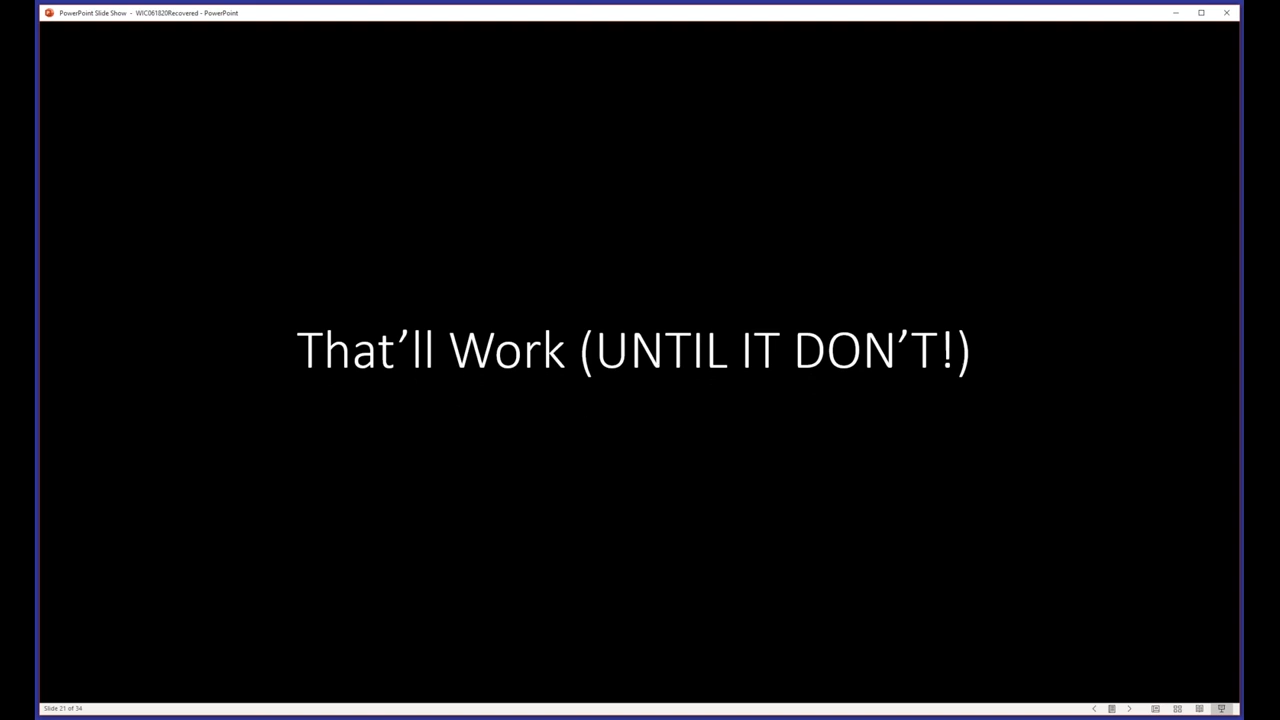 PowerPoint Slide Show - WIC061820Recovered - PowerPoint
That’ll Work (UNTIL IT DON’T!)
Slide 21 of 34